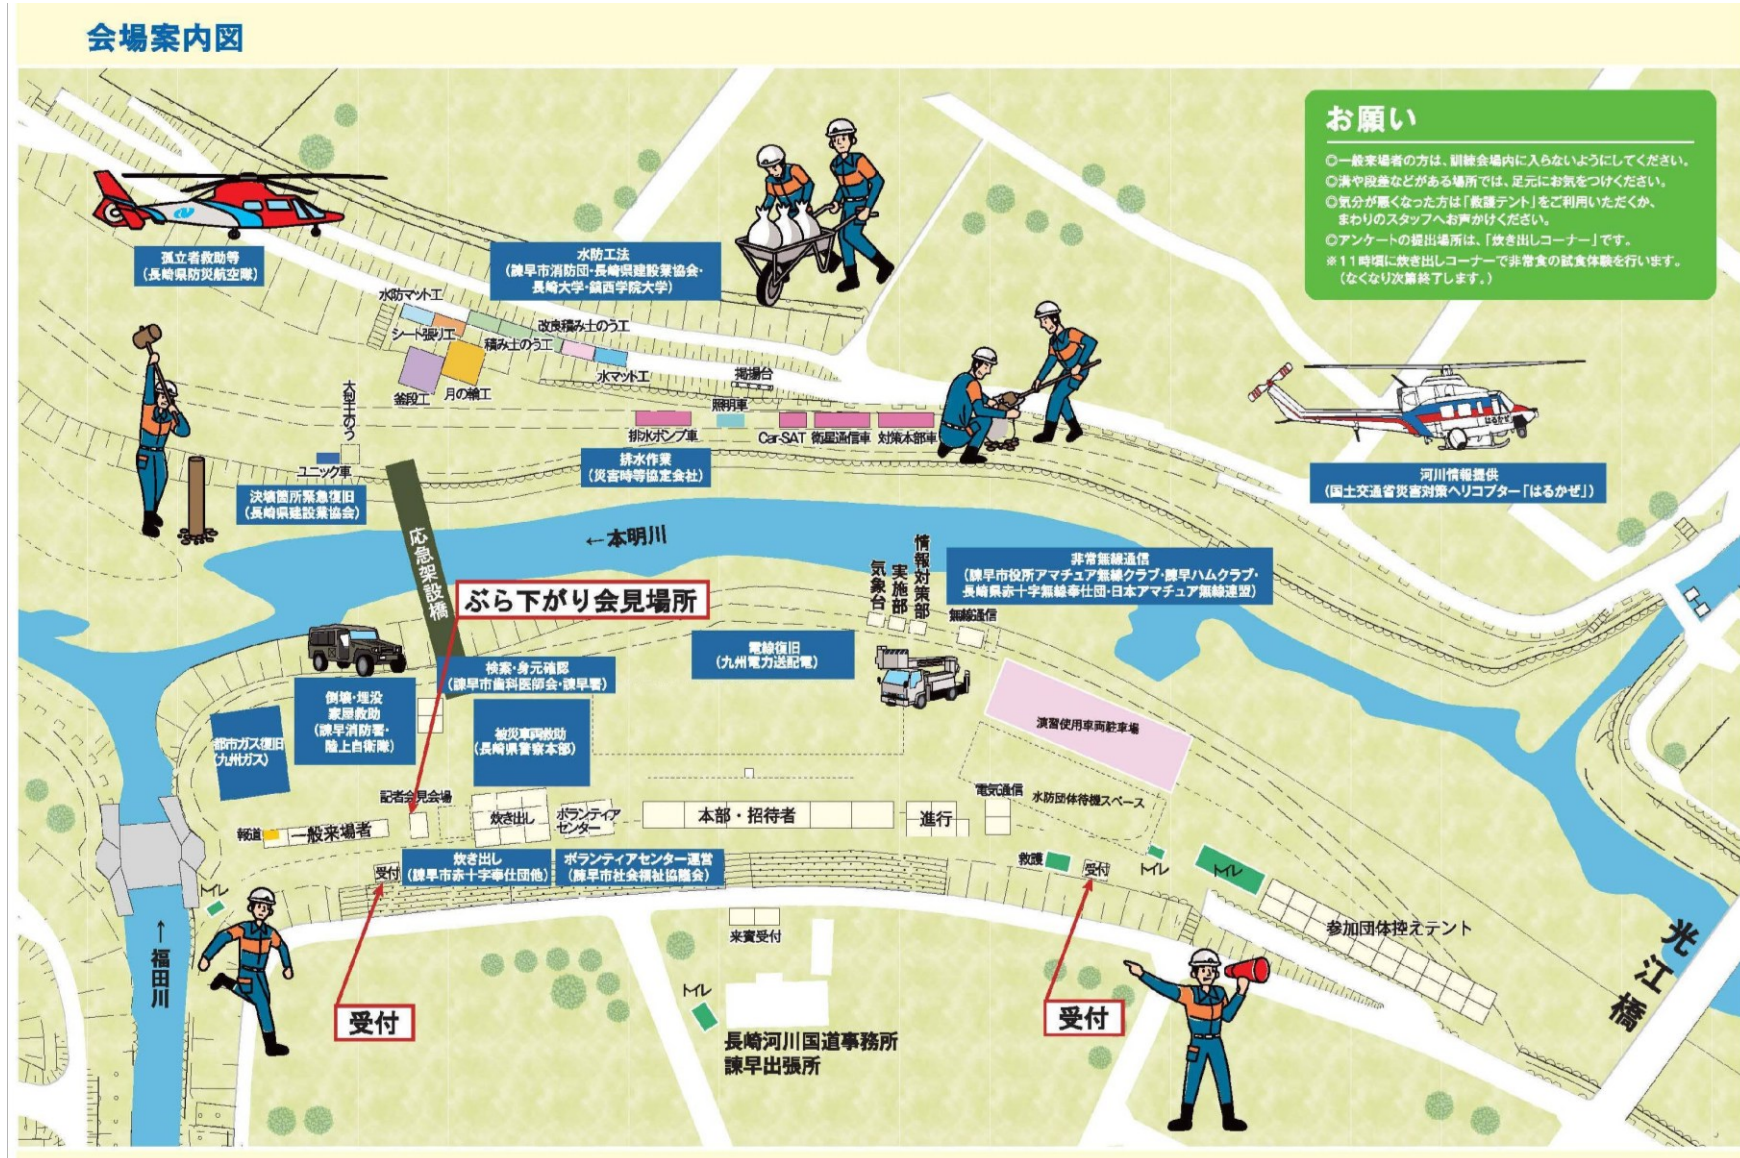 会場案内図
お願い
◎一般来場者の方は、訓練会場内に入らないようにしてください。
◎溝や段差などがある場所では、足元にお気をつけください。
◎気分が悪くなった方は「救護テント」をご利用いただくか、
まわりのスタッフへお声かけください。
◎アンケートの提出場所は、「炊き出しコーナー」です。
※11時頃に炊き出しコーナーで非常食の試食体験を行います。
(なくなり次第終了します。)
孤立者救助等
(長崎県防災航空隊)
水防工法
(諫早市消防団・長崎県建設業協会・
長崎大学・鎮西学院大学)
水防マット工
シート張り工
改良積み土のう工
積み土のう工
水マット工
釜段工
月の輪工
掲揚台
照明車
大型土のう
排水ポンプ車
Car-SAT
衛星通信車
対策本部車
ユニック車
排水作業
(災害時等協定会社)
決壊箇所緊急復旧
(長崎県建設業協会)
河川情報提供
(国土交通省災害対策ヘリコプター「はるかぜ」)
はるかぜ
応急架設橋
←本明川
気象台
実施部
情報対策部
非常無線通信
(諫早市役所アマチュア無線クラブ・諫早ハムクラブ・
長崎県赤十字無線奉仕団・日本アマチュア無線連盟)
ぶら下がり会見場所
無線通信
電線復旧
(九州電力送配電)
検案・身元確認
(諫早市歯科医師会・諫早署)
倒壊・埋没
家屋救助
(諫早消防署・
陸上自衛隊)
被災車両救助
(長崎県警察本部)
都市ガス復旧
(九州ガス)
演習使用車両駐車場
記者会見会場
電気通信
水防団体待機スペース
報道
一般来場者
炊き出し
ボランティア
センター
本部・招待者
進行
受付
炊き出し
(諫早市赤十字奉仕団他)
ボランティアセンター運営
(諫早市社会福祉協議会)
救護
受付
トイレ
トイレ
トイレ
参加団体控えテント
来賓受付
←福田川
受付
トイレ
長崎河川国道事務所
諫早出張所
受付
光江橋